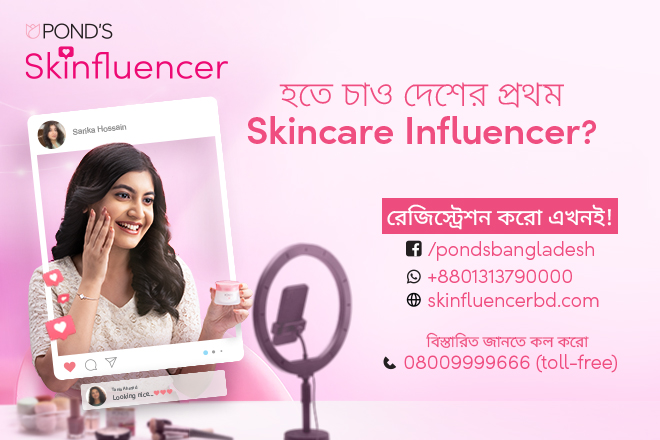 POND'S
Skinfluencer
Sarika Hossain
হতে চাও দেশের প্রথম
Skincare Influencer?
রেজিস্ট্রেশন করো এখনই!
/pondsbangladesh
+8801313790000
skinfluencerbd.com
বিস্তারিত জানতে কল করো
08009999666 (toll-free)
Looking nice...